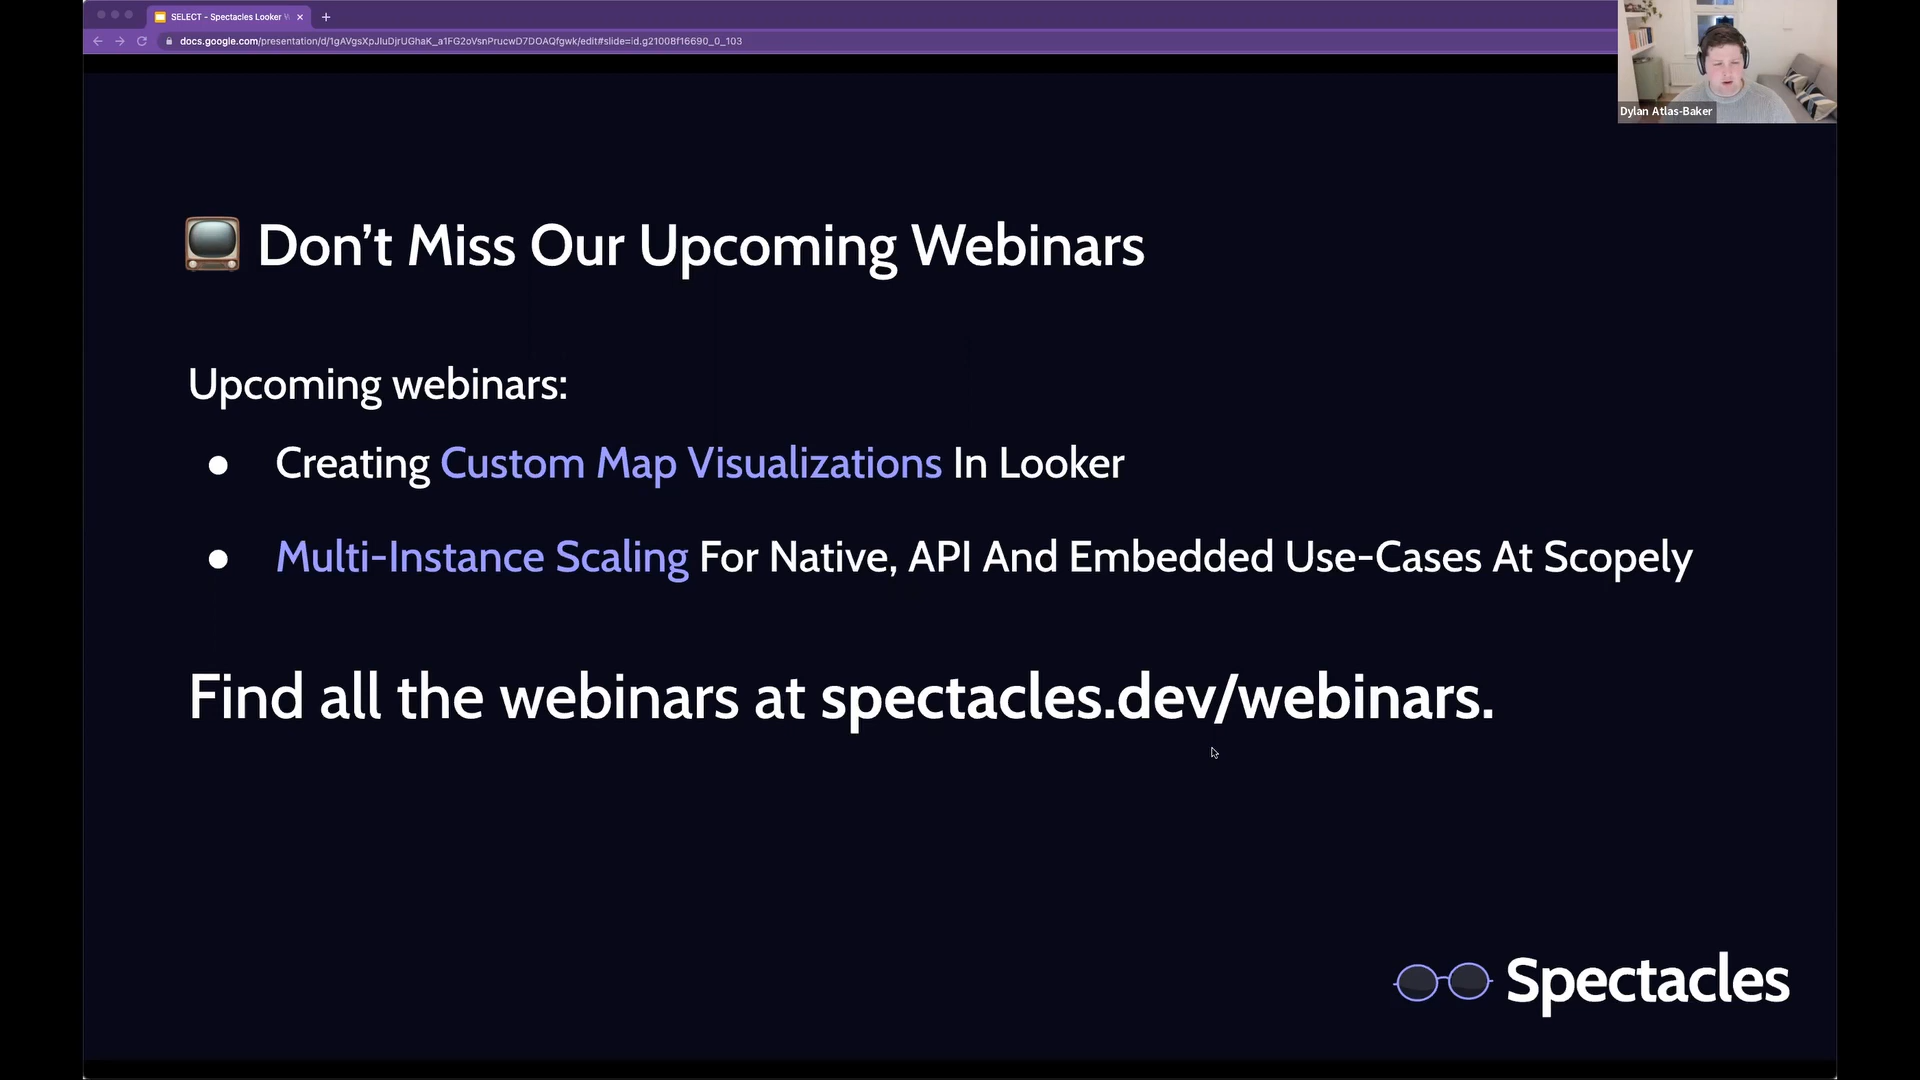 SELECT - Spectacles Looker
docs.google.com/presentation/d/1gAVgsXpJIuDjrUGhaK_a1FG2oVsnPrucwD7DOAQfgwk/edit#slide=id.g21008f16690_0_103
Dylan Atlas-Baker
Don’t Miss Our Upcoming Webinars
Upcoming webinars:
● Creating Custom Map Visualizations In Looker
● Multi-Instance Scaling For Native, API And Embedded Use-Cases At Scopely
Find all the webinars at spectacles.dev/webinars.
Spectacles